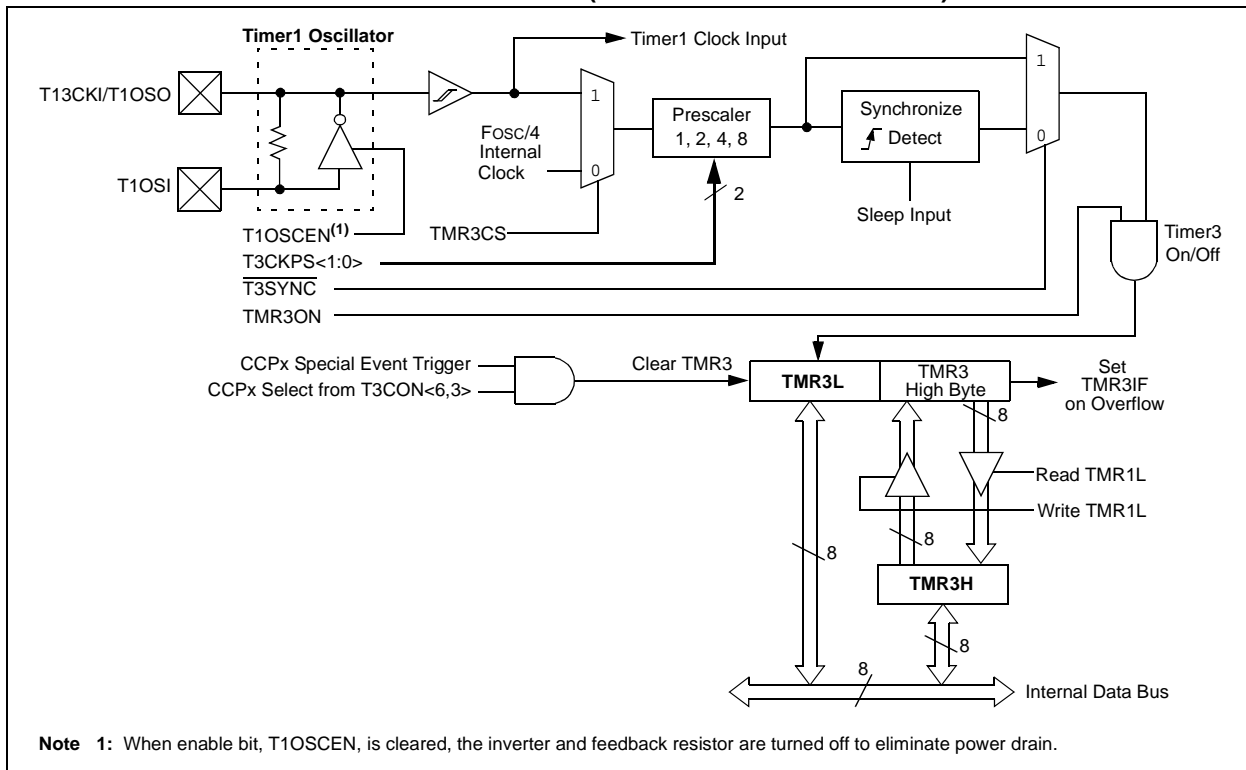 Timer1 Oscillator
Timer1 Clock Input
T13CKI/T1OSO
1
1
Prescaler
1, 2, 4, 8
Synchronize
Detect
FOSC/4
Internal
Clock
0
0
T1OSI
2
Sleep Input
T1OSCEN(1)
TMR3CS
Timer3
On/Off
T3CKPS<1:0>
T3SYNC
TMR3ON
CCPx Special Event Trigger
CCPx Select from T3CON<6,3>
Clear TMR3
TMR3L
TMR3
High Byte
Set
TMR3IF
on Overflow
8
Read TMR1L
Write TMR1L
8
8
TMR3H
8
8
Internal Data Bus
Note 1: When enable bit, T1OSCEN, is cleared, the inverter and feedback resistor are turned off to eliminate power drain.